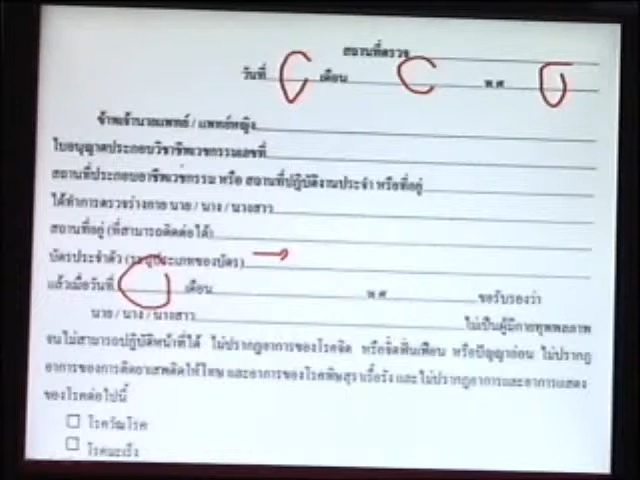 สถานที่ตรวจ
วันที่ เดือน พ.ศ.
ข้าพเจ้านายแพทย์ / แพทย์หญิง
ใบอนุญาตประกอบวิชาชีพเวชกรรมเลขที่
สถานที่ประกอบอาชีพเวชกรรม หรือ สถานที่ปฏิบัติงานประจำ หรือที่อยู่
ได้ทำการตรวจร่างกาย นาย / นาง / นางสาว
สถานที่อยู่ (ที่สามารถติดต่อได้)
บัตรประจำตัว (ระบุประเภทของบัตร)
แล้วเมื่อวันที่ เดือน พ.ศ. ขอรับรองว่า
นาย / นาง / นางสาว ไม่เป็นผู้มีกายทุพพลภาพ
จนไม่สามารถปฏิบัติหน้าที่ได้ ไม่ปรากฏอาการของโรคจิต หรือจิตฟั่นเฟือน หรือปัญญาอ่อน ไม่ปรากฏ
อาการของการติดยาเสพติดให้โทษ และอาการของโรคพิษสุราเรื้อรัง และไม่ปรากฏอาการและอาการแสดง
ของโรคต่อไปนี้
โรควัณโรค
โรคมะเร็ง